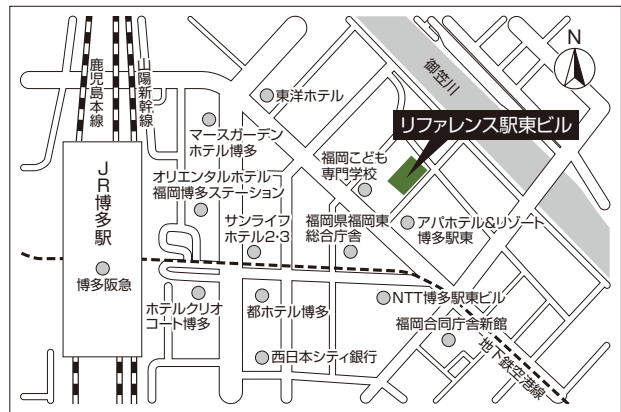 鹿児島本線
山陽新幹線
御笠川
N
東洋ホテル
リファレンス駅東ビル
マースガーデン
ホテル博多
福岡こども
専門学校
オリエンタルホテル
福岡博多ステーション
JR博多駅
サンライフ
ホテル2・3
福岡県福岡東
総合庁舎
アパホテル&リゾート
博多駅東
博多阪急
ホテルクリオ
コート博多
都ホテル博多
NTT博多駅東ビル
福岡合同庁舎新館
西日本シティ銀行
地下鉄空港線